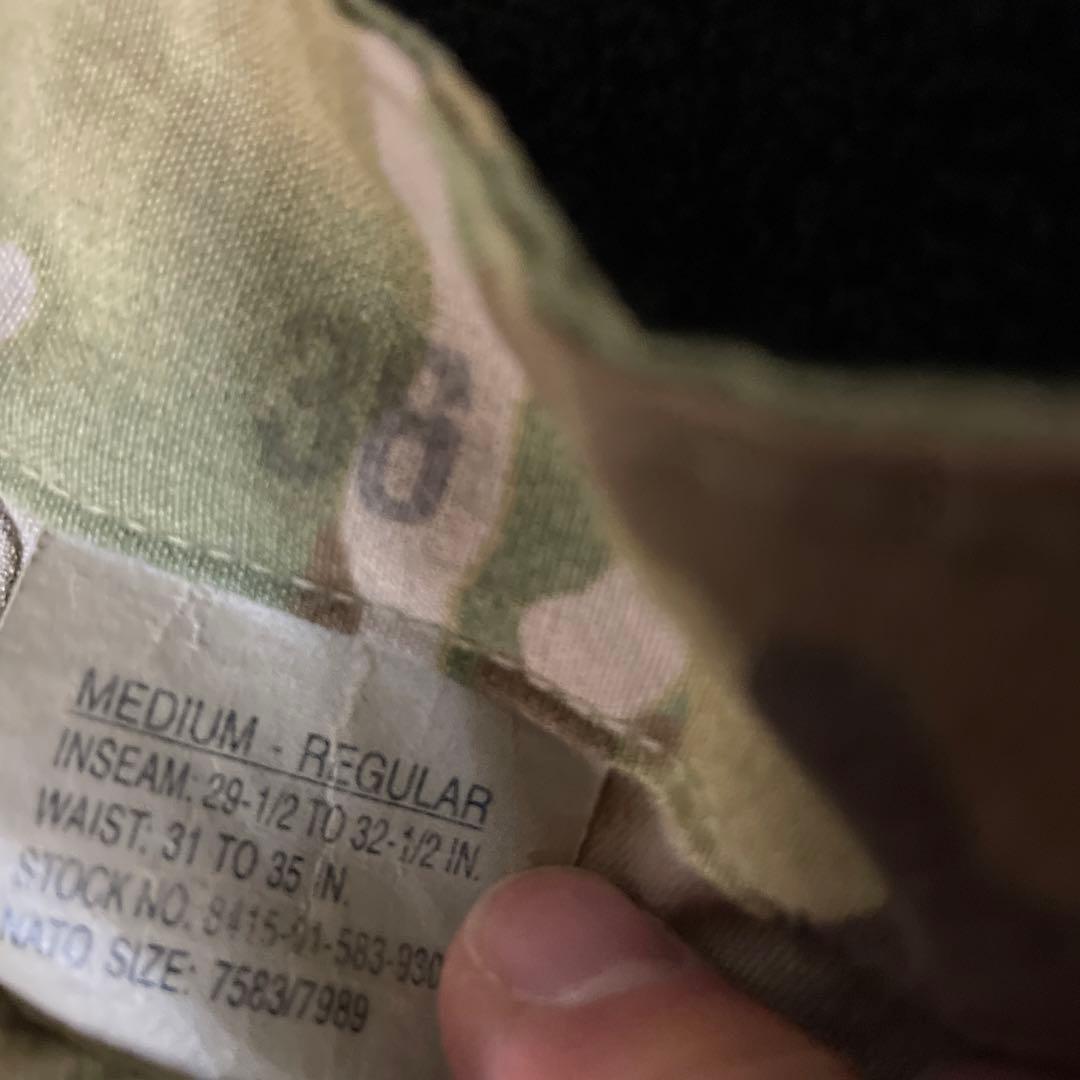 MEDIUM - REGULAR
INSEAM: 29-1/2 TO 32-1/2 IN.
WAIST: 31 TO 35 IN.
STOCK NO. 8415-01-583-930
NATO SIZE: 7583/7989